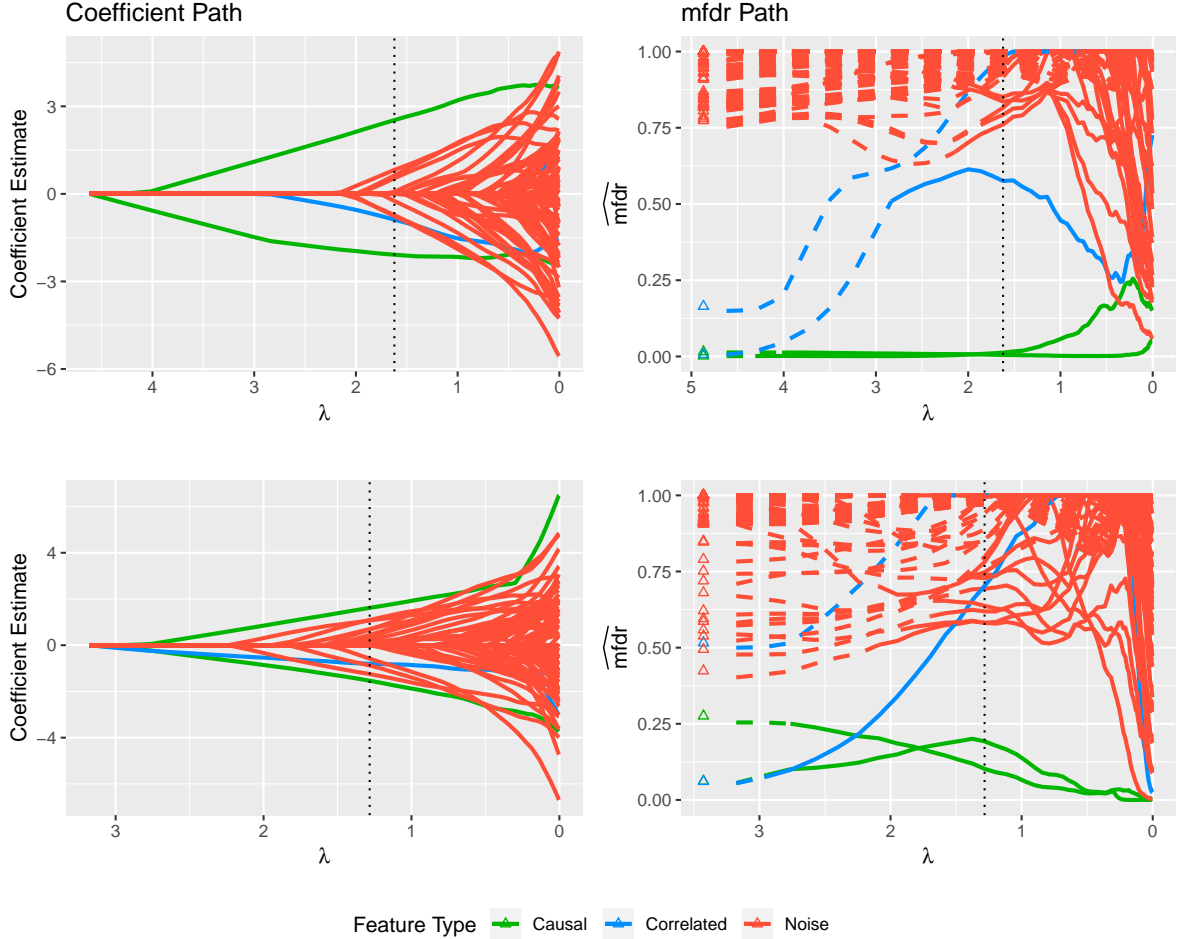 Coefficient Path
mfdr Path
Coefficient Estimate
3
0
−3
−6
4
3
2
1
0
λ
mfdr
1.00
0.75
0.50
0.25
0.00
5
4
3
2
1
0
λ
Coefficient Estimate
4
0
−4
3
2
1
0
λ
mfdr
1.00
0.75
0.50
0.25
0.00
3
2
1
0
λ
Feature Type
Causal
Correlated
Noise